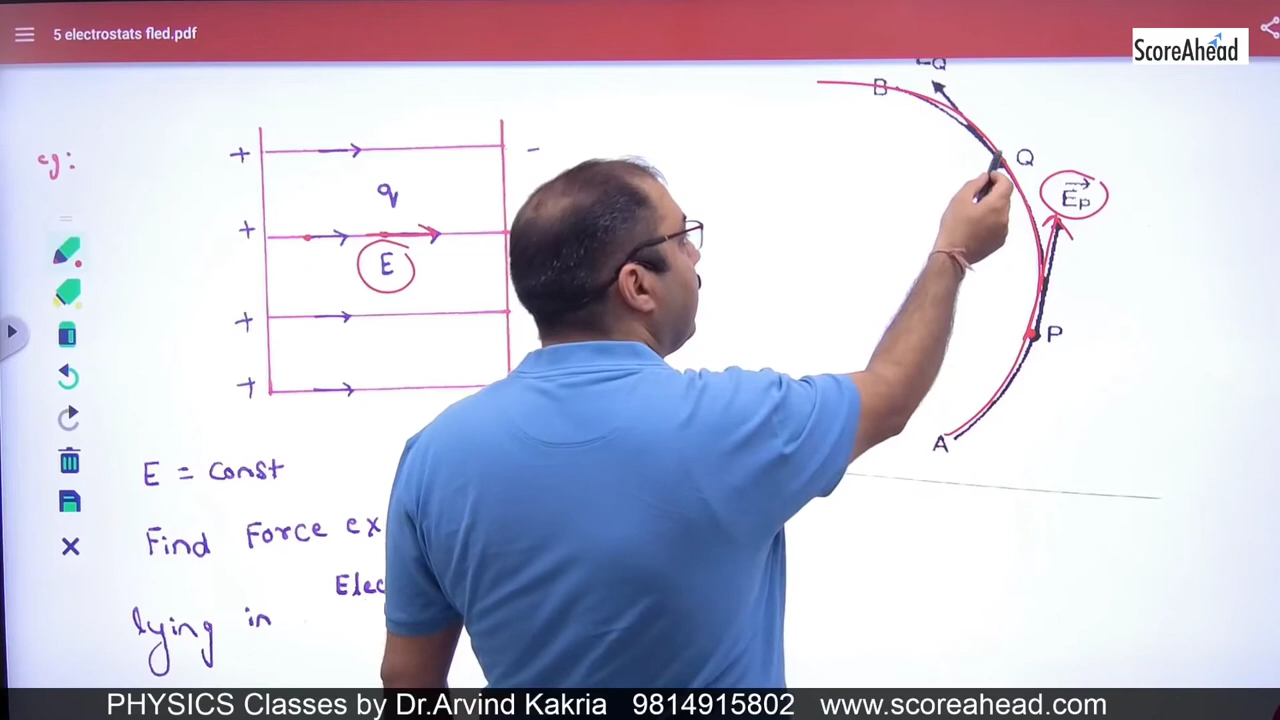 5 electrostats fled.pdf
ScoreAhead
eg:
+
+
+
+
-
q
E
E = const
Find Force ex
Elec
lying in
B
Q
Q
E⃗P
P
A
PHYSICS Classes by Dr.Arvind Kakria 9814915802 www.scoreahead.com